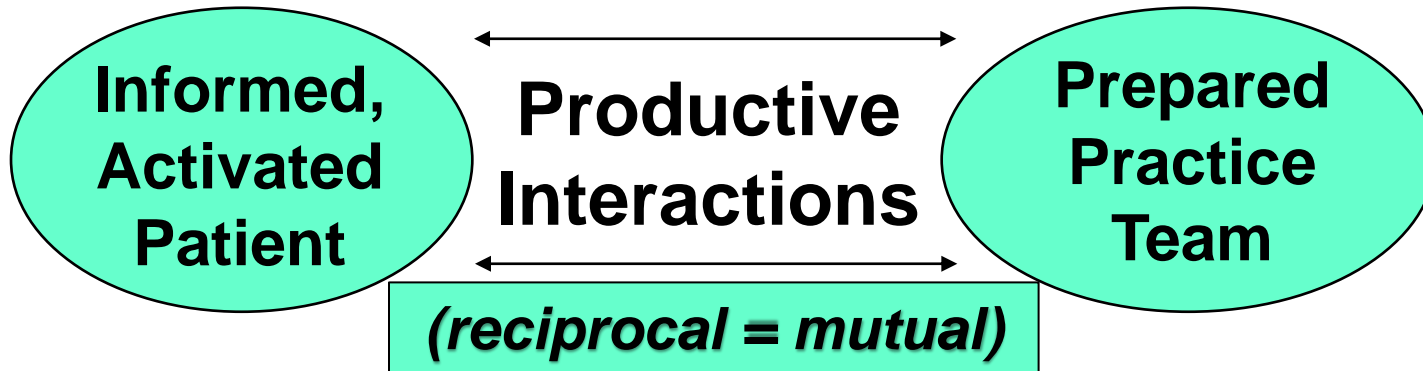 Informed,
Activated
Patient
Productive
Interactions
Prepared
Practice
Team
(reciprocal = mutual)